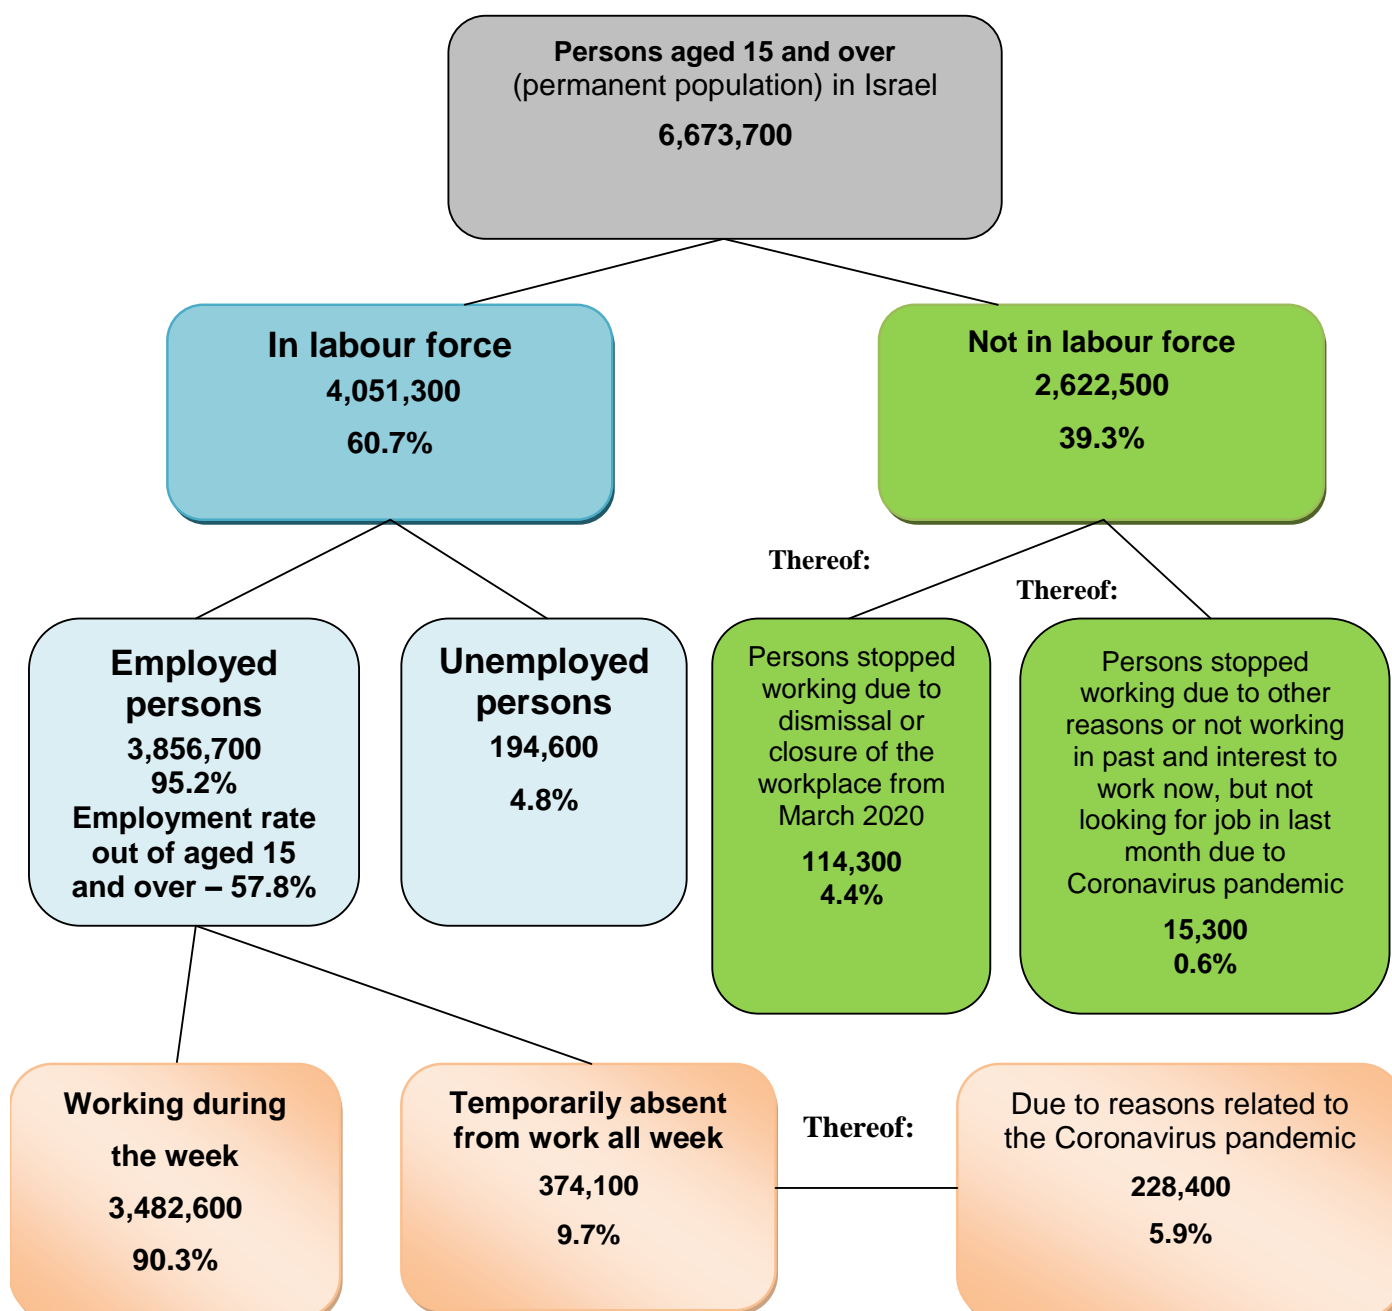 Persons aged 15 and over
(permanent population) in Israel
6,673,700
In labour force
4,051,300
60.7%
Not in labour force
2,622,500
39.3%
Thereof:
Thereof:
Employed
persons
3,856,700
95.2%
Employment rate
out of aged 15
and over – 57.8%
Unemployed
persons
194,600
4.8%
Persons stopped
working due to
dismissal or
closure of the
workplace from
March 2020
114,300
4.4%
Persons stopped
working due to other
reasons or not working
in past and interest to
work now, but not
looking for job in last
month due to
Coronavirus pandemic
15,300
0.6%
Working during
the week
3,482,600
90.3%
Temporarily absent
from work all week
374,100
9.7%
Thereof:
Due to reasons related to
the Coronavirus pandemic
228,400
5.9%